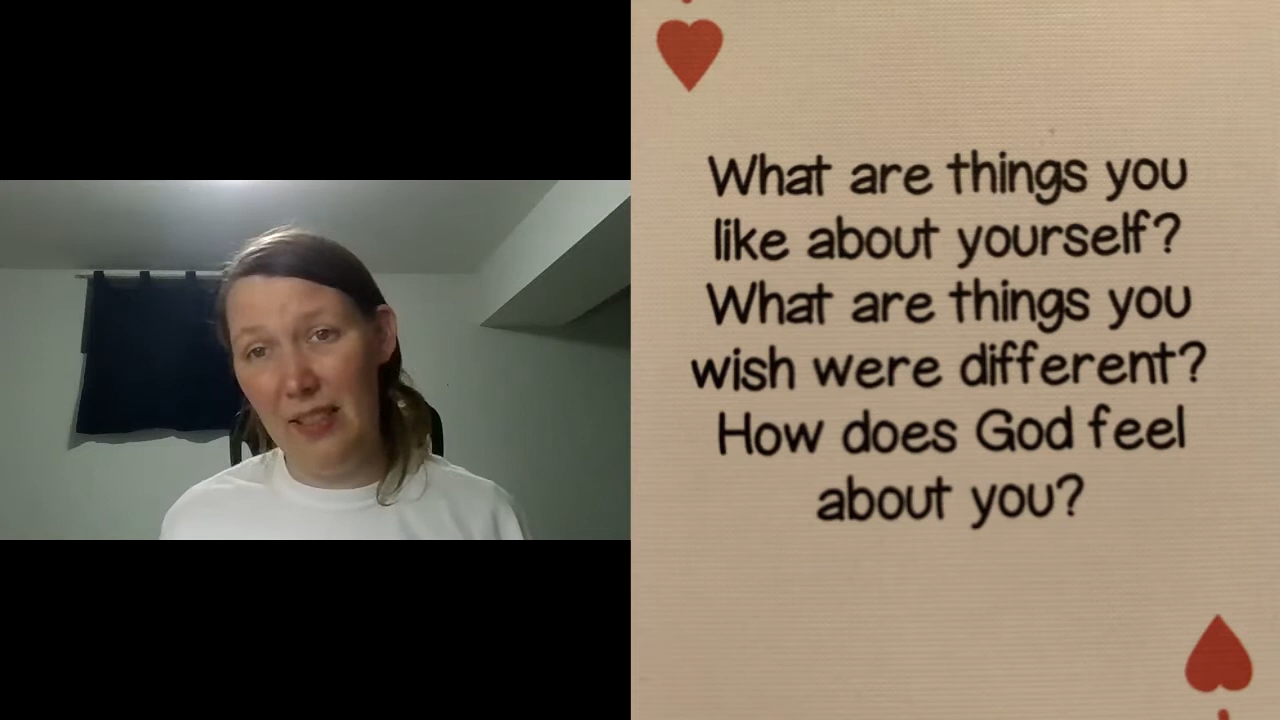 What are things you
like about yourself?
What are things you
wish were different?
How does God feel
about you?